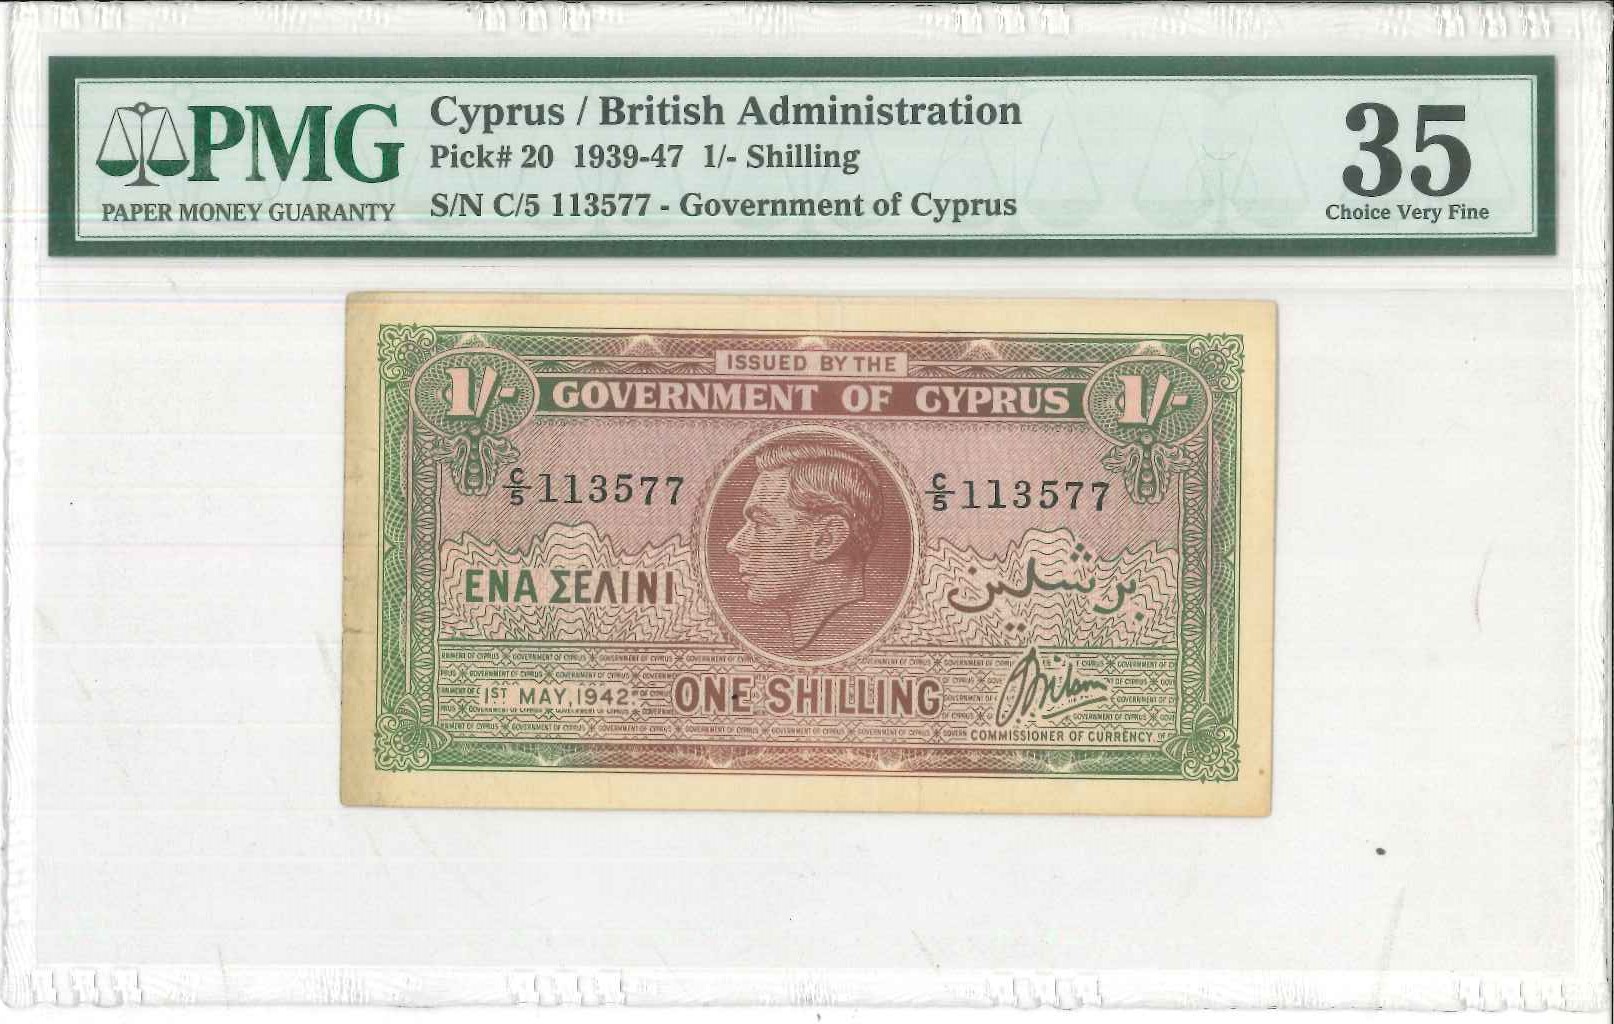 PMG
PAPER MONEY GUARANTY
Cyprus / British Administration
Pick# 20 1939-47 1/- Shilling
S/N C/5 113577 - Government of Cyprus
35
Choice Very Fine
ISSUED BY THE
1/- GOVERNMENT OF CYPRUS 1/-
C/5 113577 C/5 113577
ΕΝΑ ΣΕΛΙΝΙ
بر شلين
1ST MAY, 1942.
ONE SHILLING
COMMISSIONER OF CURRENCY